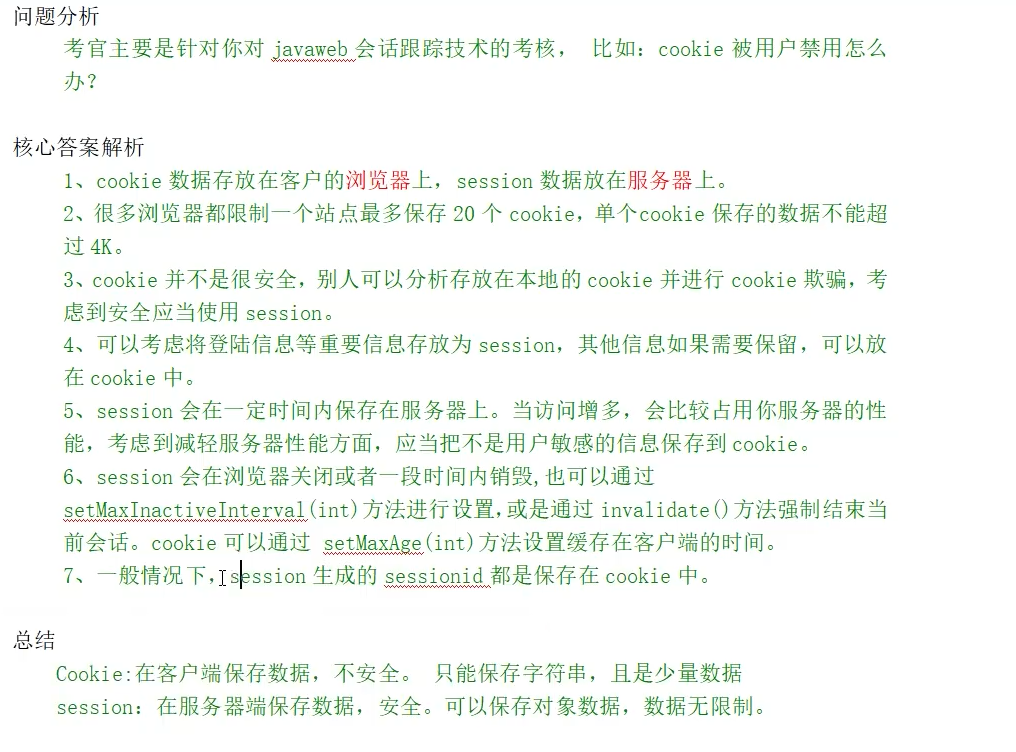 问题分析
考官主要是针对你对 javaweb 会话跟踪技术的考核， 比如：cookie 被用户禁用怎么
办？
核心答案解析
1、cookie 数据存放在客户的浏览器上，session 数据放在服务器上。
2、很多浏览器都限制一个站点最多保存 20 个 cookie，单个cookie 保存的数据不能超
过 4K。
3、cookie 并不是很安全，别人可以分析存放在本地的 cookie 并进行 cookie 欺骗，考
虑到安全应当使用 session。
4、可以考虑将登陆信息等重要信息存放为 session，其他信息如果需要保留，可以放
在 cookie 中。
5、session 会在一定时间内保存在服务器上。当访问增多，会比较占用你服务器的性
能，考虑到减轻服务器性能方面，应当把不是用户敏感的信息保存到 cookie。
6、session 会在浏览器关闭或者一段时间内销毁,也可以通过
setMaxInactiveInterval(int)方法进行设置,或是通过 invalidate()方法强制结束当
前会话。cookie 可以通过 setMaxAge(int)方法设置缓存在客户端的时间。
7、一般情况下，session 生成的 sessionid 都是保存在 cookie 中。
总结
Cookie:在客户端保存数据，不安全。 只能保存字符串，且是少量数据
session：在服务器端保存数据，安全。可以保存对象数据，数据无限制。